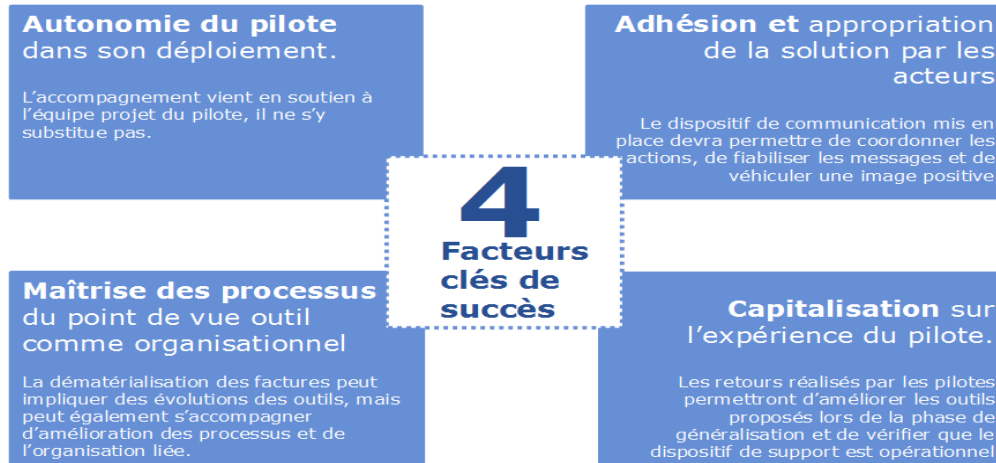 Autonomie du pilote
dans son déploiement.
L'accompagnement vient en soutien à
l'équipe projet du pilote, il ne s'y
substitue pas.
Adhésion et appropriation
de la solution par les
acteurs
Le dispositif de communication mis en
place devra permettre de coordonner les
actions, de fiabiliser les messages et de
véhiculer une image positive
4
Facteurs
clés de
succès
Maîtrise des processus
du point de vue outil
comme organisationnel
La dématérialisation des factures peut
impliquer des évolutions des outils, mais
peut également s'accompagner
d'amélioration des processus et de
l'organisation liée.
Capitalisation sur
l'expérience du pilote.
Les retours réalisés par les pilotes
permettront d'améliorer les outils
proposés lors de la phase de
généralisation et de vérifier que le
dispositif de support est opérationnel